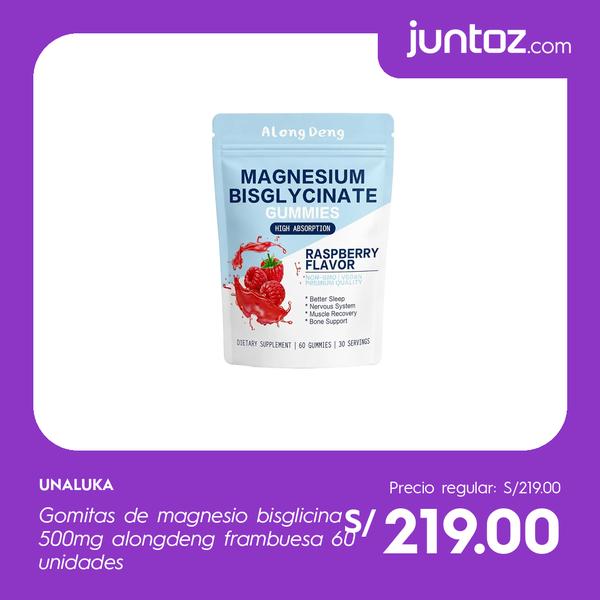 juntoz.com
ALong Deng
MAGNESIUM
BISGLYCINATE
GUMMIES
HIGH ABSORPTION
RASPBERRY
FLAVOR
*NON-GMO | VEGAN
PREMIUM QUALITY
* Better Sleep
* Nervous System
* Muscle Recovery
* Bone Support
DIETARY SUPPLEMENT | 60 GUMMIES | 30 SERVINGS
UNALUKA
Precio regular: S/219.00
Gomitas de magnesio bisglicina
500mg alongdeng frambuesa 60
unidades
S/ 219.00